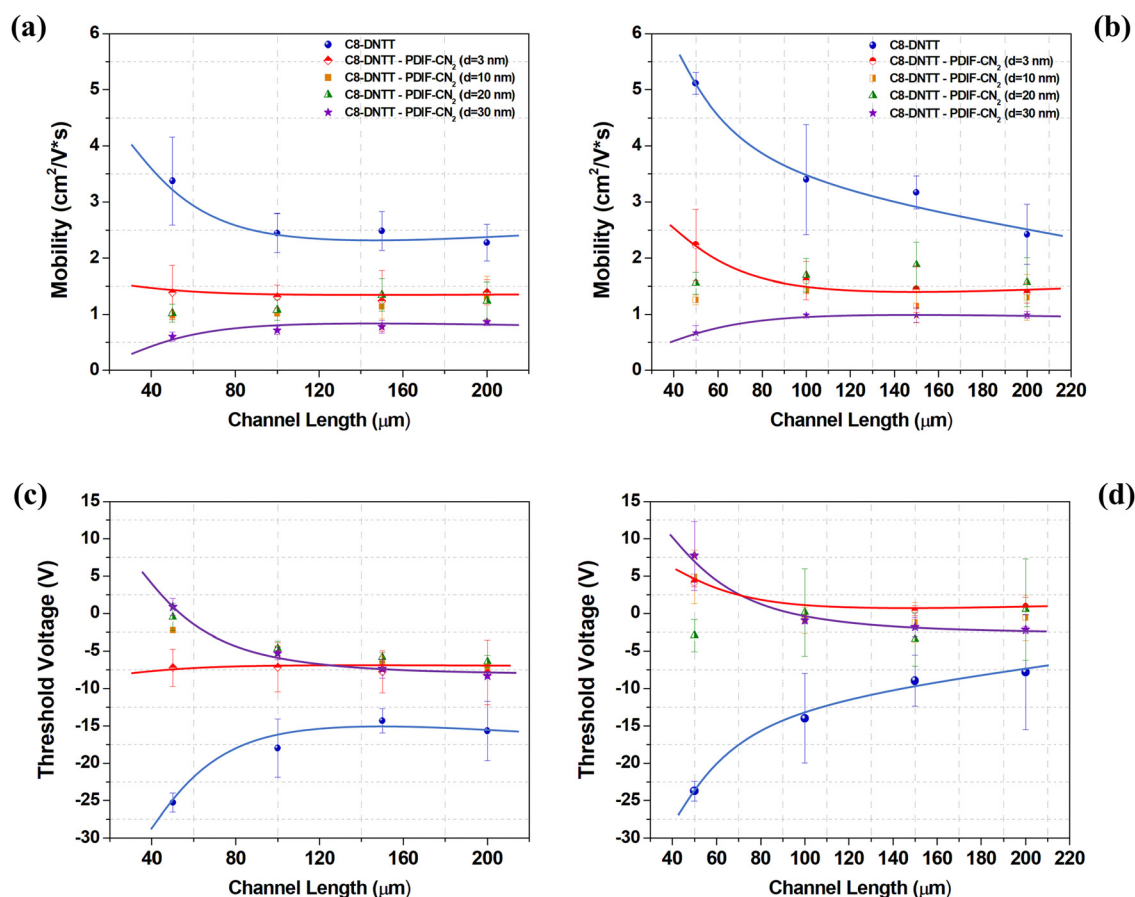 (a)
6
5
4
3
2
1
0
Mobility (cm²/V*s)
C8-DNTT
C8-DNTT - PDIF-CN₂ (d=3 nm)
C8-DNTT - PDIF-CN₂ (d=10 nm)
C8-DNTT - PDIF-CN₂ (d=20 nm)
C8-DNTT - PDIF-CN₂ (d=30 nm)
40 80 120 160 200
Channel Length (μm)
(b)
6
5
4
3
2
1
0
Mobility (cm²/V*s)
C8-DNTT
C8-DNTT - PDIF-CN₂ (d=3 nm)
C8-DNTT - PDIF-CN₂ (d=10 nm)
C8-DNTT - PDIF-CN₂ (d=20 nm)
C8-DNTT - PDIF-CN₂ (d=30 nm)
40 60 80 100 120 140 160 180 200 220
Channel Length (μm)
(c)
15
10
5
0
-5
-10
-15
-20
-25
-30
Threshold Voltage (V)
40 80 120 160 200
Channel Length (μm)
(d)
15
10
5
0
-5
-10
-15
-20
-25
-30
Threshold Voltage (V)
40 60 80 100 120 140 160 180 200 220
Channel Length (μm)